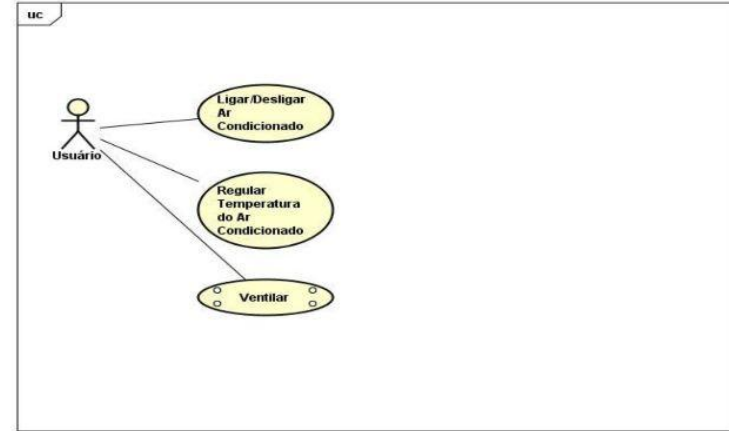 uc
Ligar/Desligar
Ar
Condicionado
Usuário
Regular
Temperatura
do Ar
Condicionado
Ventilar